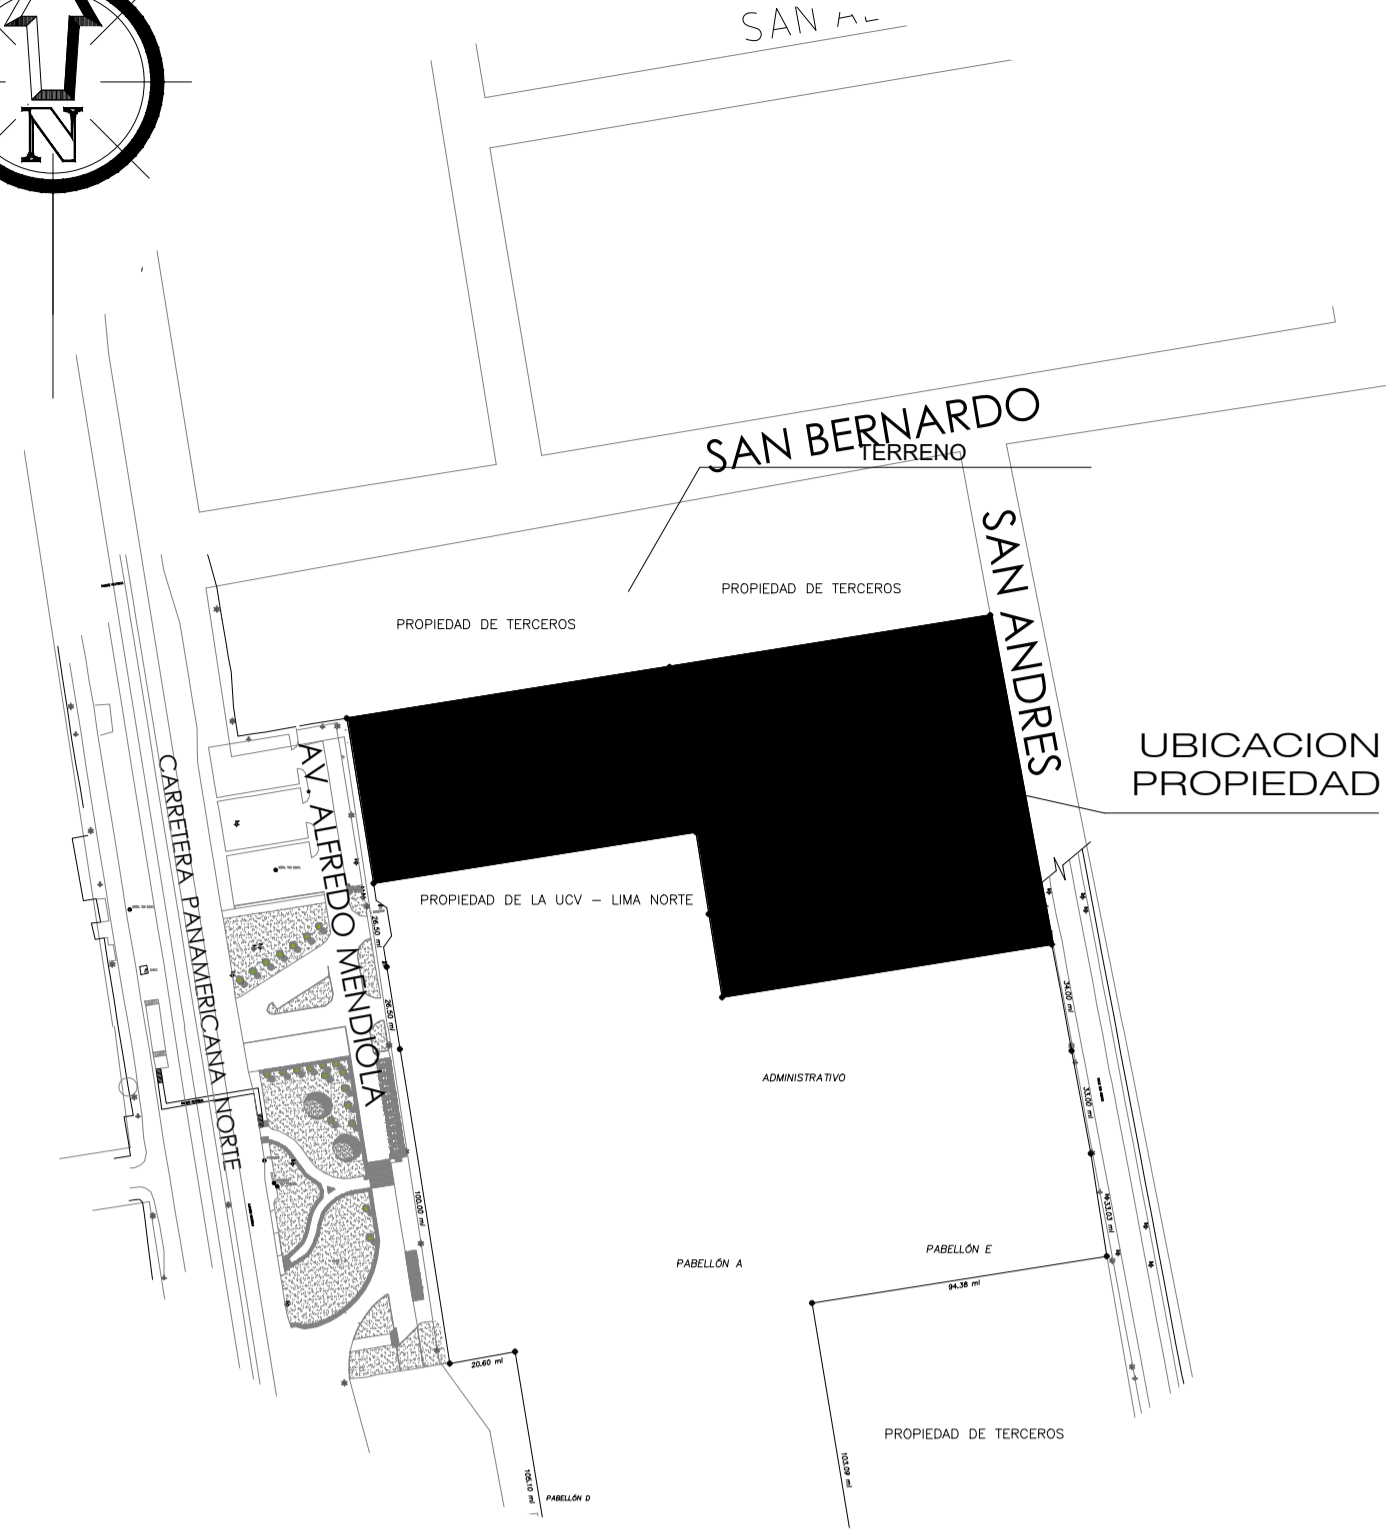 SAN AL
N
SAN BERNARDO
TERRENO
SAN ANDRES
PROPIEDAD DE TERCEROS
PROPIEDAD DE TERCEROS
UBICACION
PROPIEDAD
CARRETERA PANAMERICANA NORTE
AV. ALFREDO MENDIOLA
PROPIEDAD DE LA UCV – LIMA NORTE
26.50 ml
26.50 ml
34.00 ml
33.00 ml
33.03 ml
100.00 ml
ADMINISTRATIVO
PABELLÓN A
PABELLÓN E
94.38 ml
20.60 ml
PROPIEDAD DE TERCEROS
103.09 ml
PABELLÓN D